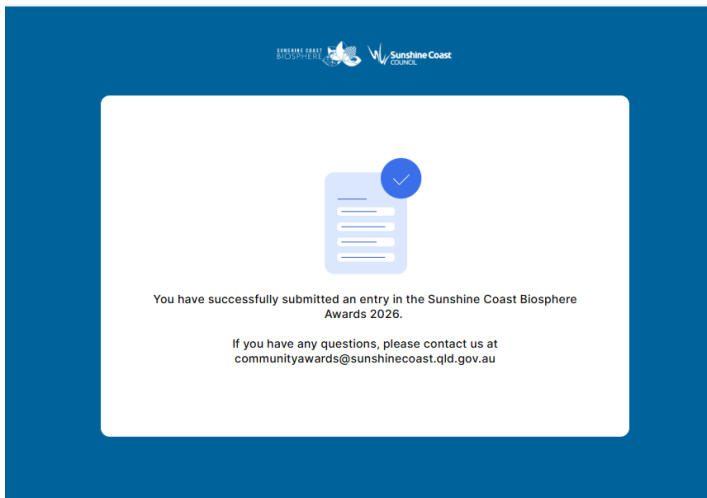 SUNSHINE COAST
BIOSPHERE
Sunshine Coast
COUNCIL
You have successfully submitted an entry in the Sunshine Coast Biosphere
Awards 2026.
If you have any questions, please contact us at
communityawards@sunshinecoast.qld.gov.au